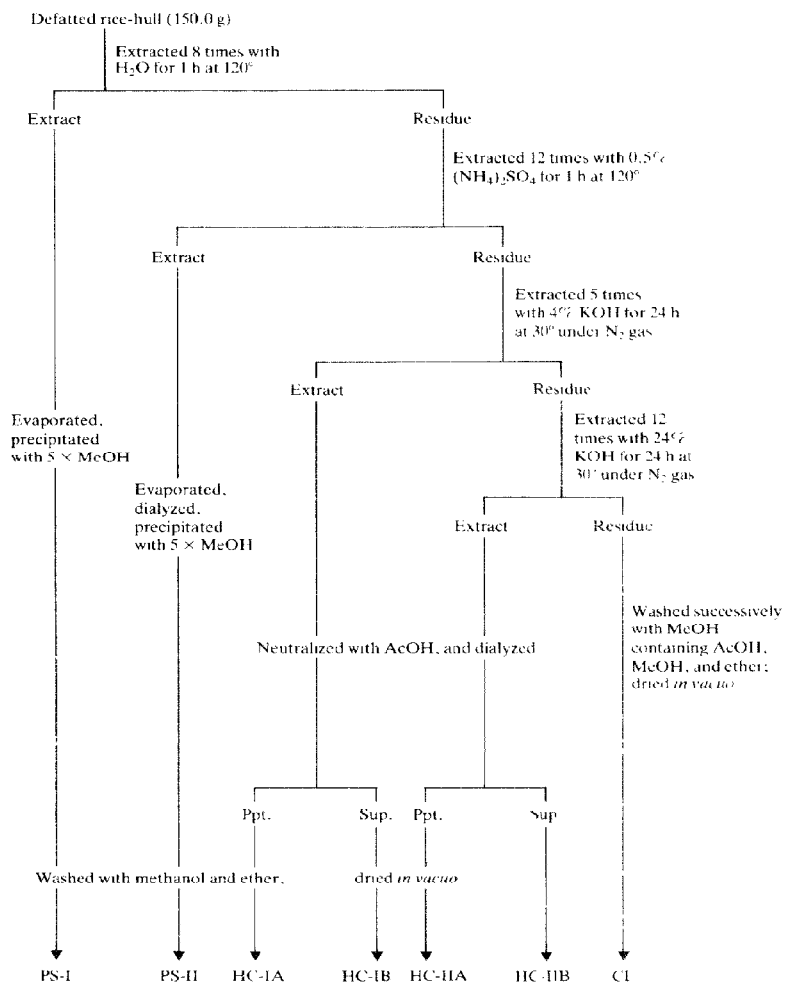 Defatted rice-hull (150.0 g)
Extracted 8 times with
H₂O for 1 h at 120°
Extract
Residue
Extracted 12 times with 0.5%
(NH₄)₂SO₄ for 1 h at 120°
Extract
Residue
Extracted 5 times
with 4% KOH for 24 h
at 30° under N₂ gas
Extract
Residue
Evaporated,
precipitated
with 5 × MeOH
Extracted 12
times with 24%
KOH for 24 h at
30° under N₂ gas
Evaporated,
dialyzed,
precipitated
with 5 × MeOH
Extract
Residue
Washed successively
with MeOH
containing AcOH,
MeOH, and ether;
dried in vacuo
Neutralized with AcOH, and dialyzed
Ppt.
Sup.
Ppt.
Sup
Washed with methanol and ether, dried in vacuo
PS-I
PS-II
HC-IA
HC-IB
HC-IIA
HC-IIB